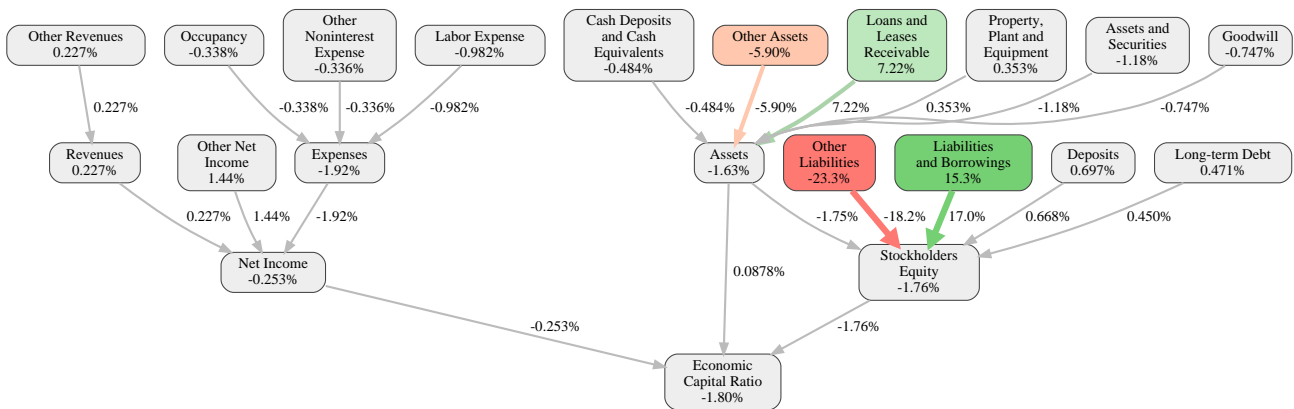 Other Revenues
0.227%
Occupancy
-0.338%
Other
Noninterest
Expense
-0.336%
Labor Expense
-0.982%
Cash Deposits
and Cash
Equivalents
-0.484%
Other Assets
-5.90%
Loans and
Leases
Receivable
7.22%
Property,
Plant and
Equipment
0.353%
Assets and
Securities
-1.18%
Goodwill
-0.747%
0.227%
-0.338%
-0.336%
-0.982%
-0.484%
-5.90%
7.22%
0.353%
-1.18%
-0.747%
Revenues
0.227%
Other Net
Income
1.44%
Expenses
-1.92%
Assets
-1.63%
Other
Liabilities
-23.3%
Liabilities
and Borrowings
15.3%
Deposits
0.697%
Long-term Debt
0.471%
0.227%
1.44%
-1.92%
-1.75%
-18.2%
17.0%
0.668%
0.450%
Net Income
-0.253%
0.0878%
Stockholders
Equity
-1.76%
-0.253%
-1.76%
Economic
Capital Ratio
-1.80%